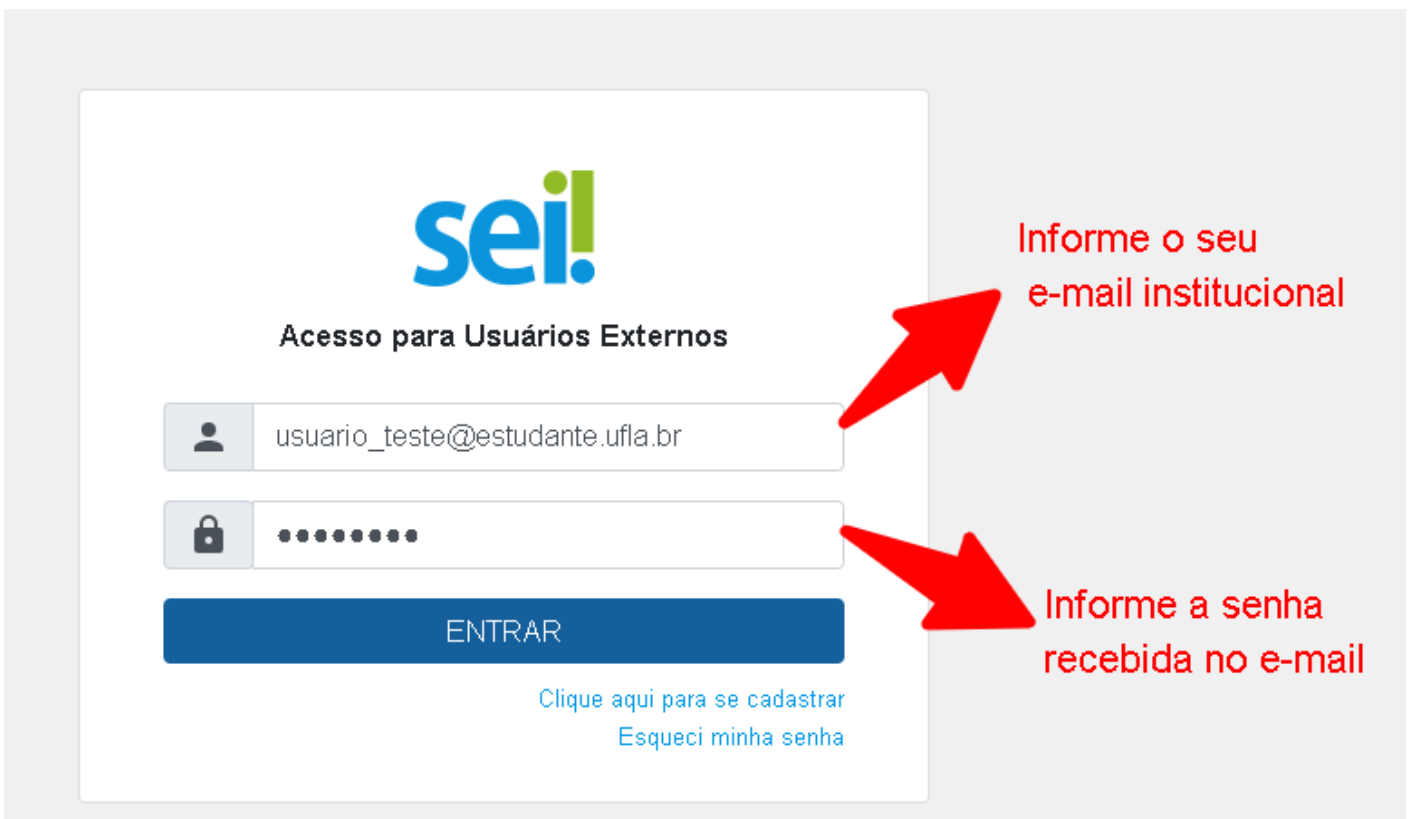 sei!
Informe o seu
e-mail institucional
Acesso para Usuários Externos
usuario_teste@estudante.ufla.br
••••••••
ENTRAR
Informe a senha
recebida no e-mail
Clique aqui para se cadastrar
Esqueci minha senha